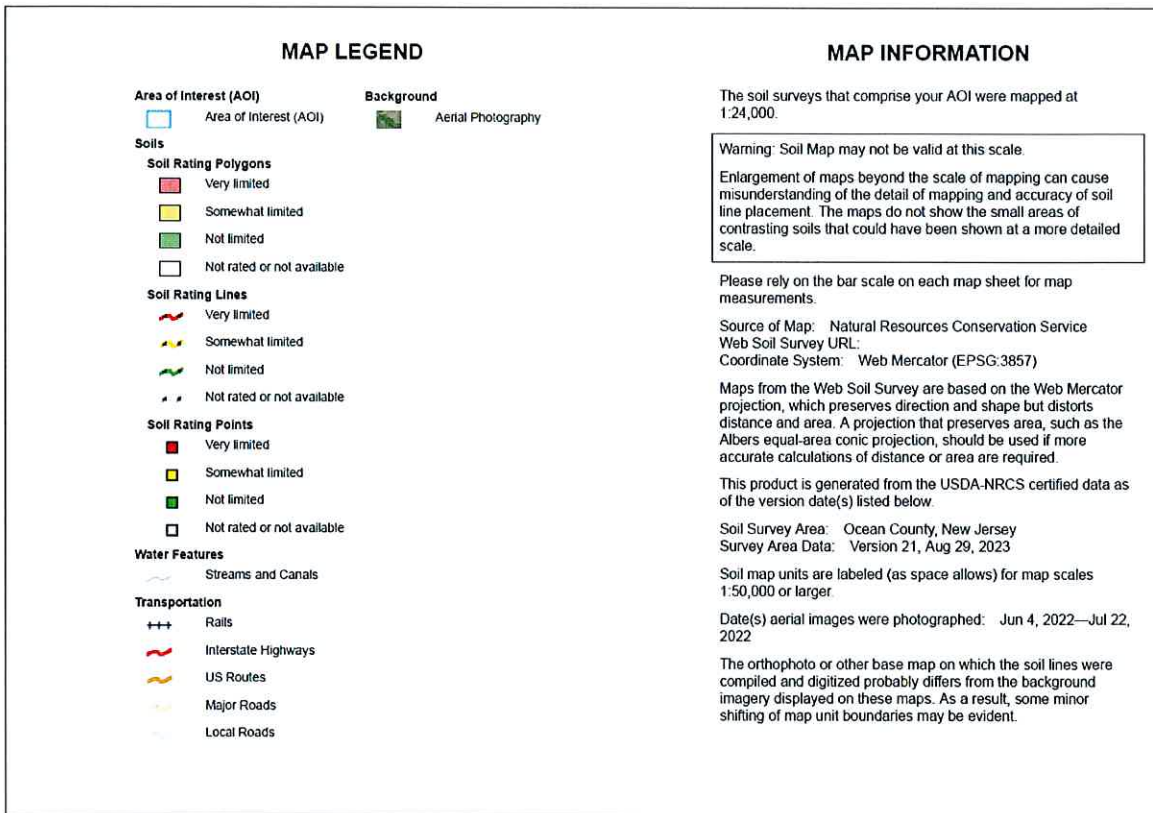 MAP LEGEND
Area of Interest (AOI)
Area of Interest (AOI)
Soils
Soil Rating Polygons
Very limited
Somewhat limited
Not limited
Not rated or not available
Soil Rating Lines
Very limited
Somewhat limited
Not limited
Not rated or not available
Soil Rating Points
Very limited
Somewhat limited
Not limited
Not rated or not available
Water Features
Streams and Canals
Transportation
Rails
Interstate Highways
US Routes
Major Roads
Local Roads
Background
Aerial Photography
MAP INFORMATION
The soil surveys that comprise your AOI were mapped at
1:24,000.
Warning: Soil Map may not be valid at this scale.
Enlargement of maps beyond the scale of mapping can cause
misunderstanding of the detail of mapping and accuracy of soil
line placement. The maps do not show the small areas of
contrasting soils that could have been shown at a more detailed
scale.
Please rely on the bar scale on each map sheet for map
measurements.
Source of Map: Natural Resources Conservation Service
Web Soil Survey URL:
Coordinate System: Web Mercator (EPSG:3857)
Maps from the Web Soil Survey are based on the Web Mercator
projection, which preserves direction and shape but distorts
distance and area. A projection that preserves area, such as the
Albers equal-area conic projection, should be used if more
accurate calculations of distance or area are required.
This product is generated from the USDA-NRCS certified data as
of the version date(s) listed below.
Soil Survey Area: Ocean County, New Jersey
Survey Area Data: Version 21, Aug 29, 2023
Soil map units are labeled (as space allows) for map scales
1:50,000 or larger.
Date(s) aerial images were photographed: Jun 4, 2022—Jul 22,
2022
The orthophoto or other base map on which the soil lines were
compiled and digitized probably differs from the background
imagery displayed on these maps. As a result, some minor
shifting of map unit boundaries may be evident.